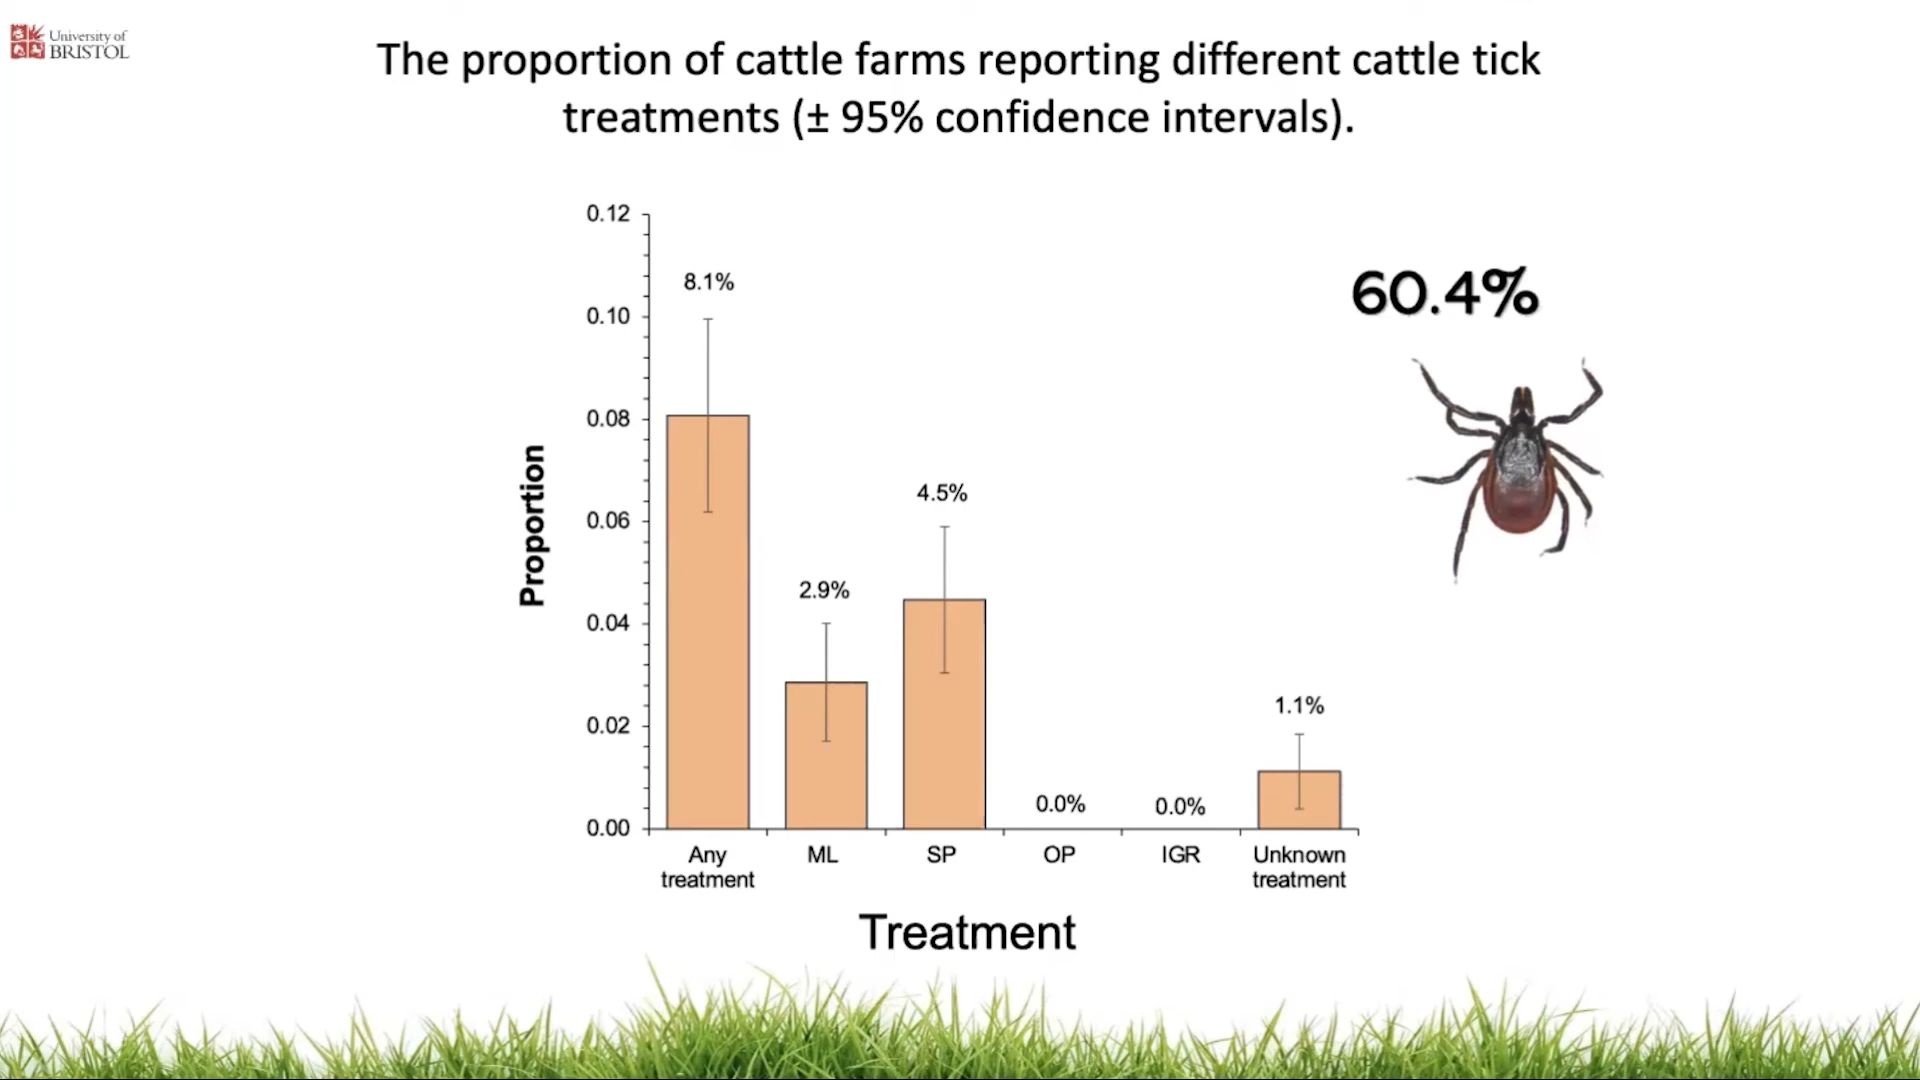 University of
BRISTOL
The proportion of cattle farms reporting different cattle tick
treatments (± 95% confidence intervals).
0.12
0.10
0.08
0.06
0.04
0.02
0.00
Proportion
8.1%
2.9%
4.5%
0.0%
0.0%
1.1%
Any
treatment
ML
SP
OP
IGR
Unknown
treatment
Treatment
60.4%